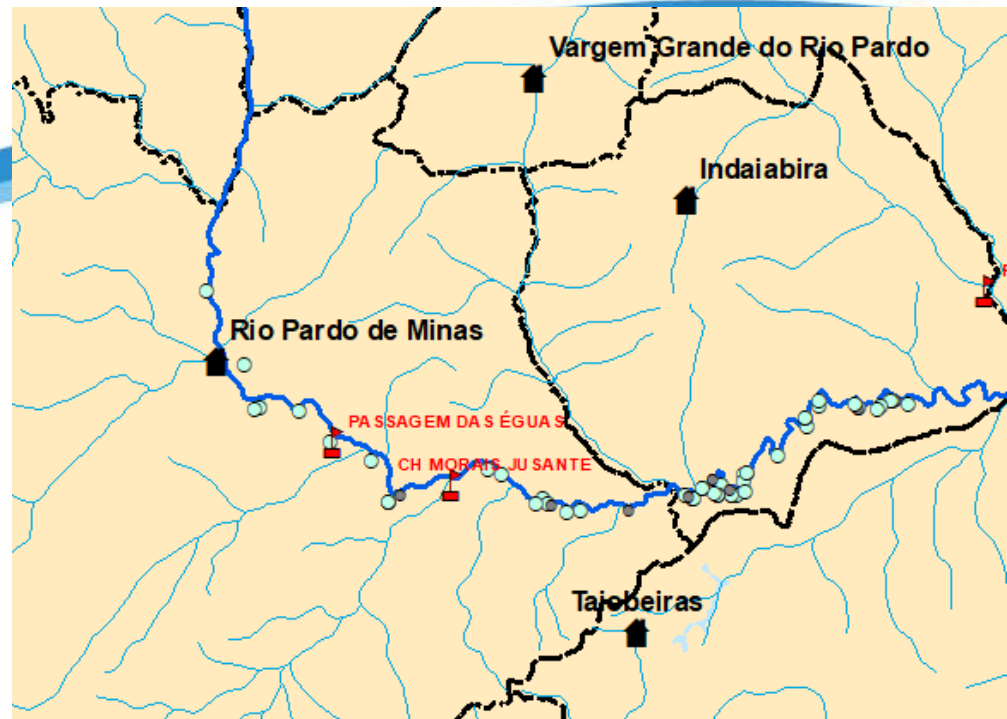 Vargem Grande do Rio Pardo
Indaiabira
Rio Pardo de Minas
PASSAGEM DAS ÉGUAS
CH MORAIS JUSANTE
Taiobeiras